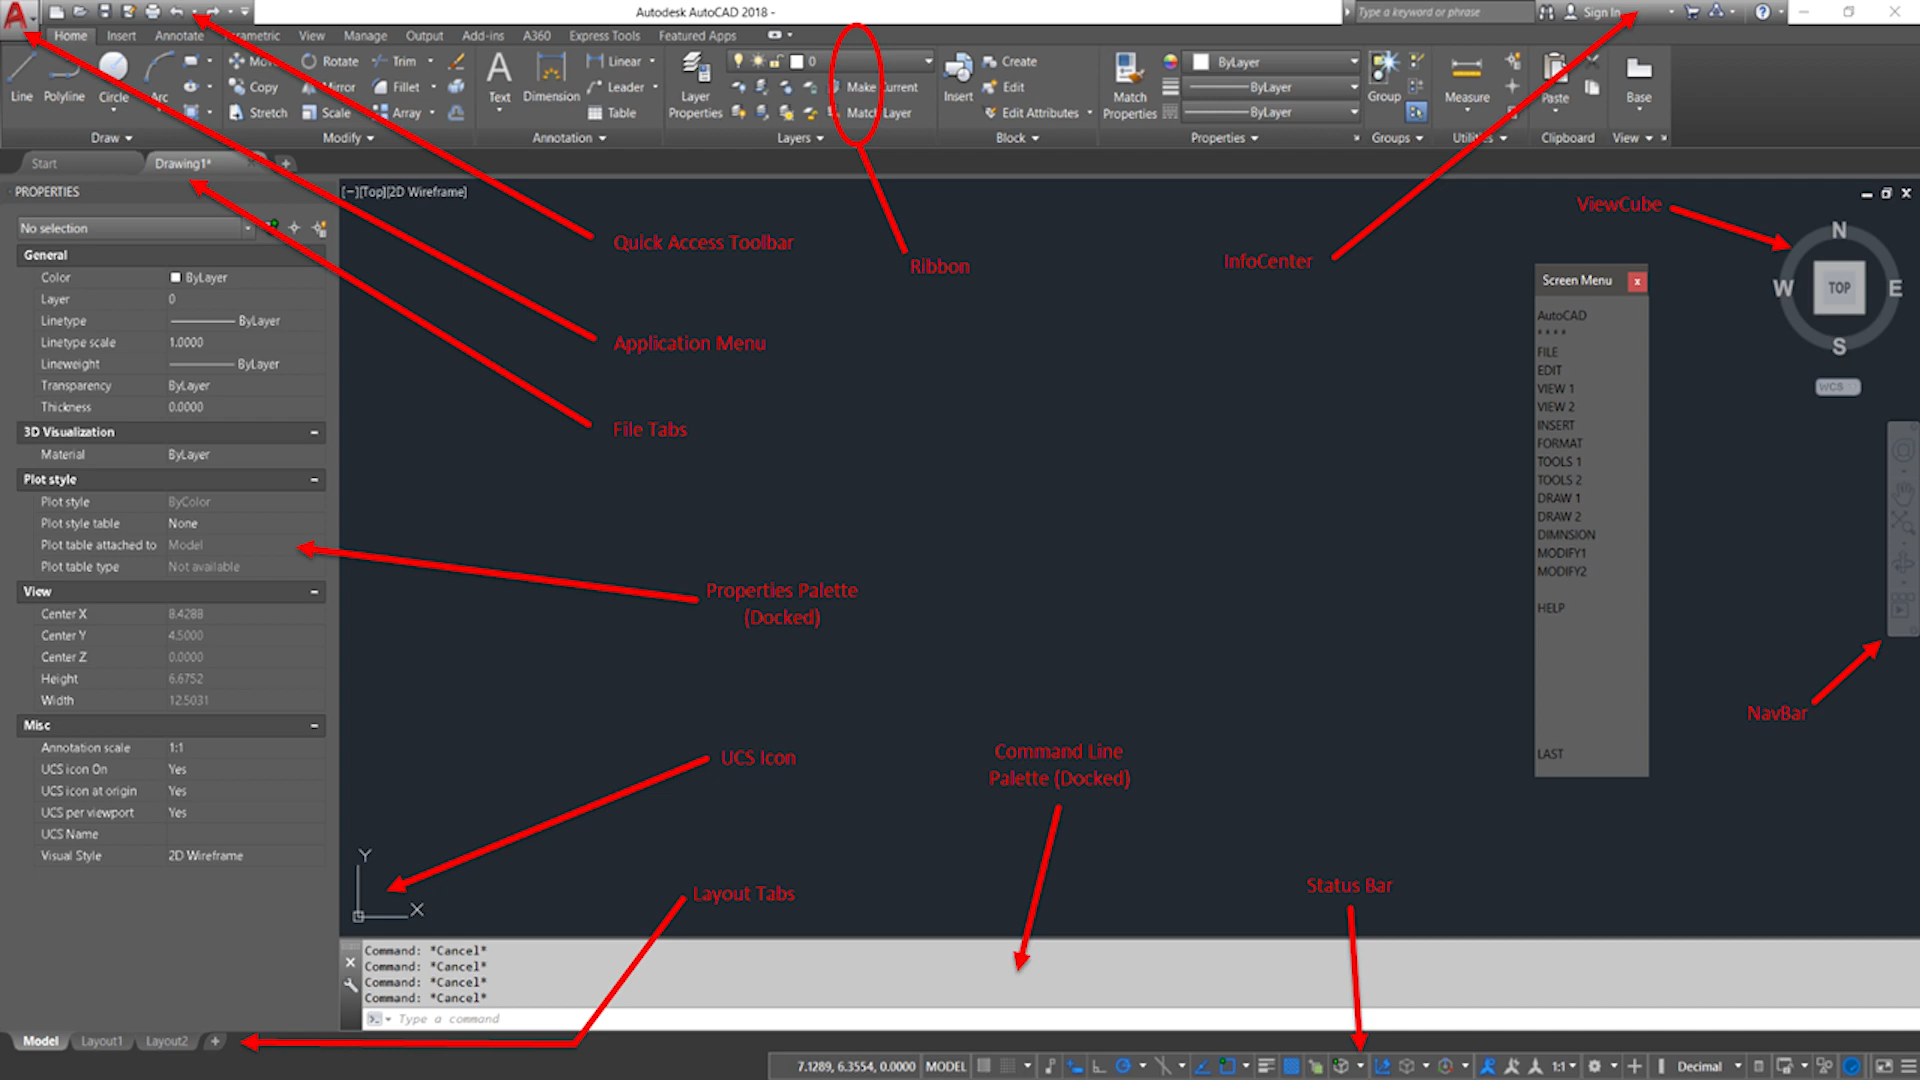 Autodesk AutoCAD 2018 -
Type a keyword or phrase
Sign In
Home Insert Annotate Parametric View Manage Output Add-ins A360 Express Tools Featured Apps
Line Polyline Circle Arc
Move Rotate Trim
Copy Mirror Fillet
Stretch Scale Array
Text Dimension
Linear
Leader
Table
Layer Properties
0
Make Current
Match Layer
Insert
Create
Edit
Edit Attributes
Match Properties
ByLayer
ByLayer
ByLayer
Group Measure Paste Base
Draw Modify Annotation Layers Block Properties Groups Utilities Clipboard View
Start Drawing1*
PROPERTIES
No selection
General
Color ByLayer
Layer 0
Linetype ByLayer
Linetype scale 1.0000
Lineweight ByLayer
Transparency ByLayer
Thickness 0.0000
3D Visualization
Material ByLayer
Plot style
Plot style ByColor
Plot style table None
Plot table attached to Model
Plot table type Not available
View
Center X 8.4288
Center Y 4.5000
Center Z 0.0000
Height 6.6752
Width 12.5031
Misc
Annotation scale 1:1
UCS icon On Yes
UCS icon at origin Yes
UCS per viewport Yes
UCS Name
Visual Style 2D Wireframe
[−][Top][2D Wireframe]
Quick Access Toolbar
Ribbon
InfoCenter
ViewCube
Application Menu
File Tabs
Properties Palette
(Docked)
UCS Icon
Command Line
Palette (Docked)
Layout Tabs
Status Bar
NavBar
N
W TOP E
S
WCS
Screen Menu x
AutoCAD
* * * *
FILE
EDIT
VIEW 1
VIEW 2
INSERT
FORMAT
TOOLS 1
TOOLS 2
DRAW 1
DRAW 2
DIMNSION
MODIFY1
MODIFY2
HELP
LAST
Y
X
Command: *Cancel*
Command: *Cancel*
Command: *Cancel*
Command: *Cancel*
Type a command
Model Layout1 Layout2 +
7.1289, 6.3554, 0.0000 MODEL 1:1 Decimal